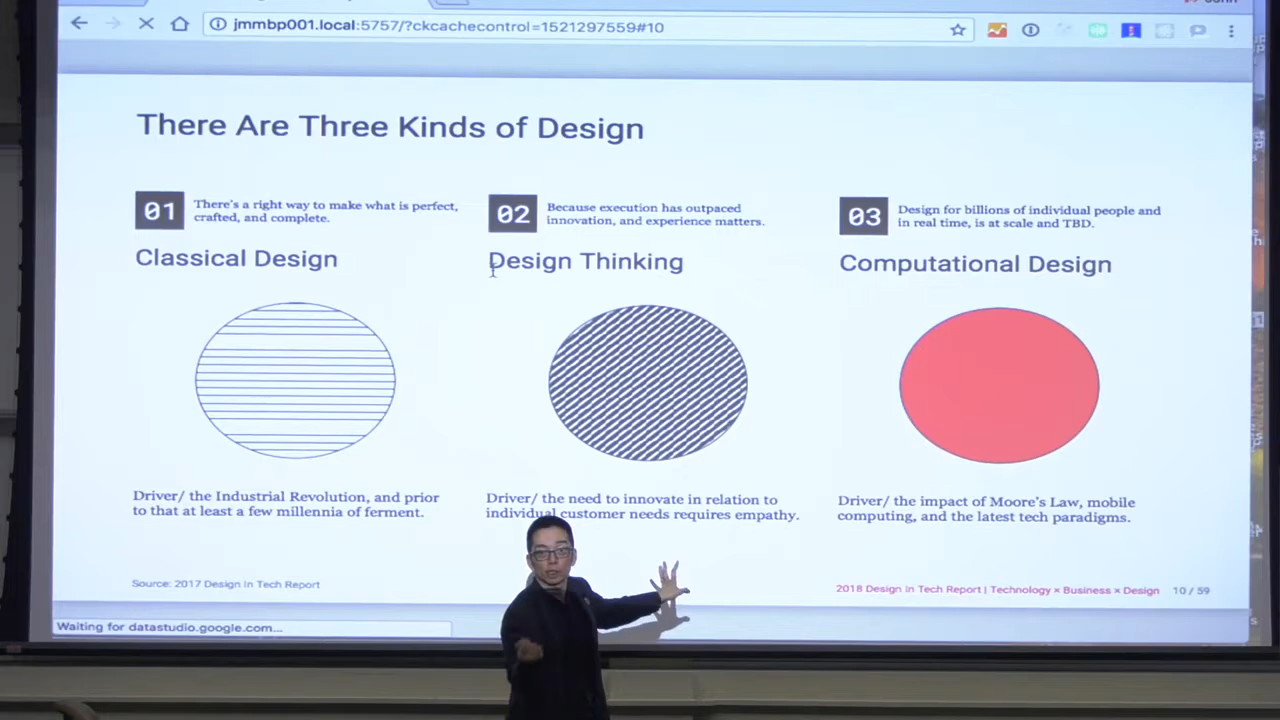 jmmbp001.local:5757/?ckcachecontrol=1521297559#10
There Are Three Kinds of Design
01
There's a right way to make what is perfect,
crafted, and complete.
Classical Design
Driver/ the Industrial Revolution, and prior
to that at least a few millennia of ferment.
02
Because execution has outpaced
innovation, and experience matters.
Design Thinking
Driver/ the need to innovate in relation to
individual customer needs requires empathy.
03
Design for billions of individual people and
in real time, is at scale and TBD.
Computational Design
Driver/ the impact of Moore's Law, mobile
computing, and the latest tech paradigms.
Source: 2017 Design in Tech Report
2018 Design in Tech Report | Technology × Business × Design 10 / 59
Waiting for datastudio.google.com...